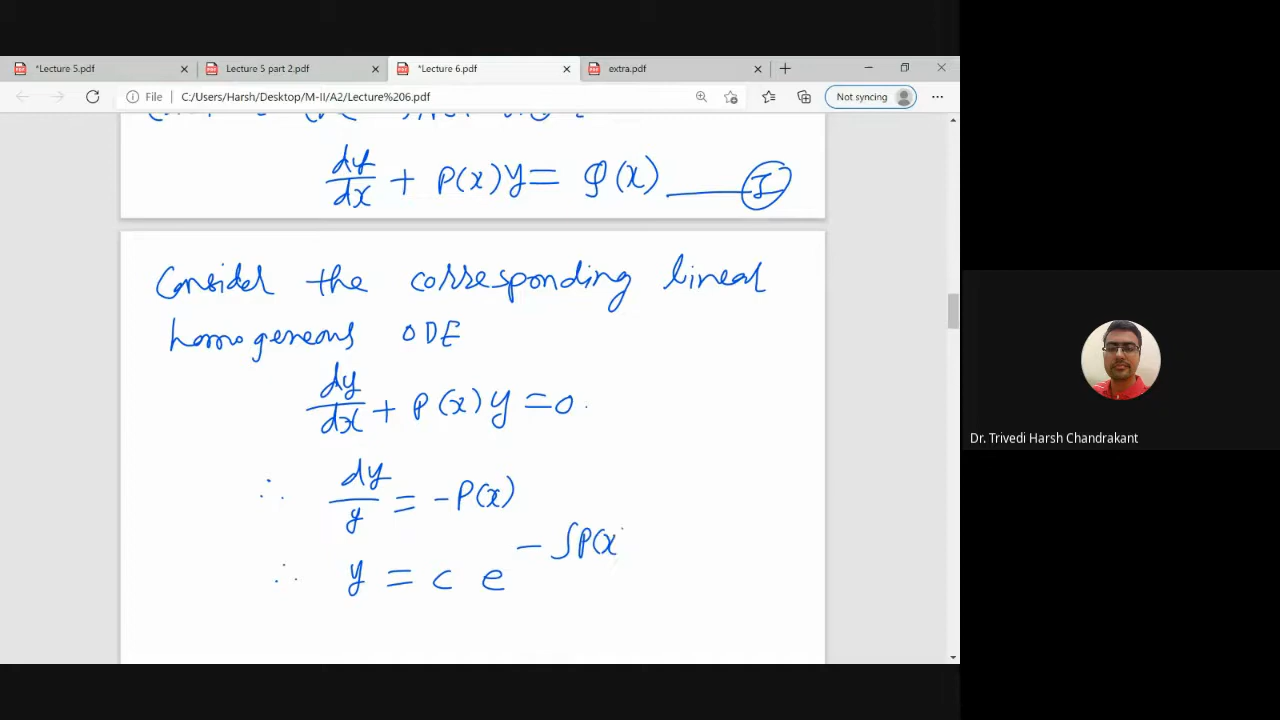 *Lecture 5.pdf
Lecture 5 part 2.pdf
*Lecture 6.pdf
extra.pdf
File
C:/Users/Harsh/Desktop/M-II/A2/Lecture%206.pdf
Not syncing
dy/dx + P(x)y = Q(x) ——— (I)
Consider the corresponding linear
homogeneous ODE
dy/dx + P(x)y = 0.
∴ dy/y = -P(x)
∴ y = c e^{-∫P(x}
Dr. Trivedi Harsh Chandrakant